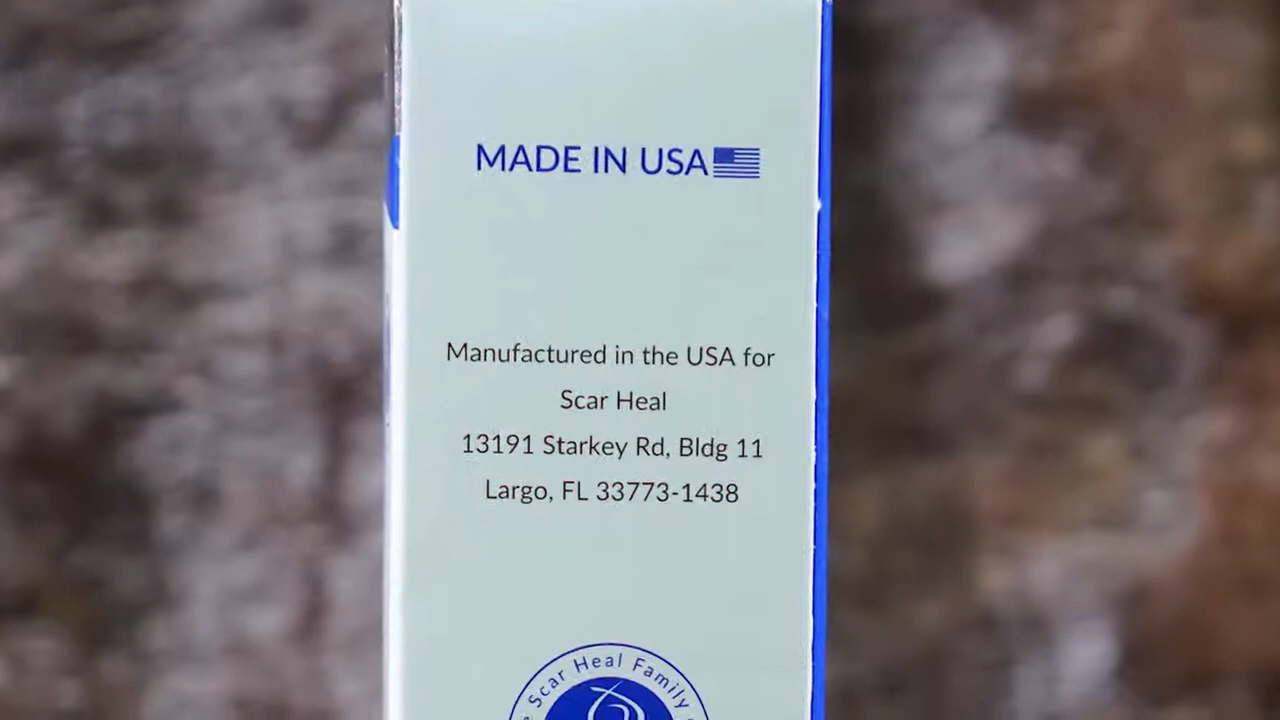 MADE IN USA
Manufactured in the USA for
Scar Heal
13191 Starkey Rd, Bldg 11
Largo, FL 33773-1438
Scar Heal Family